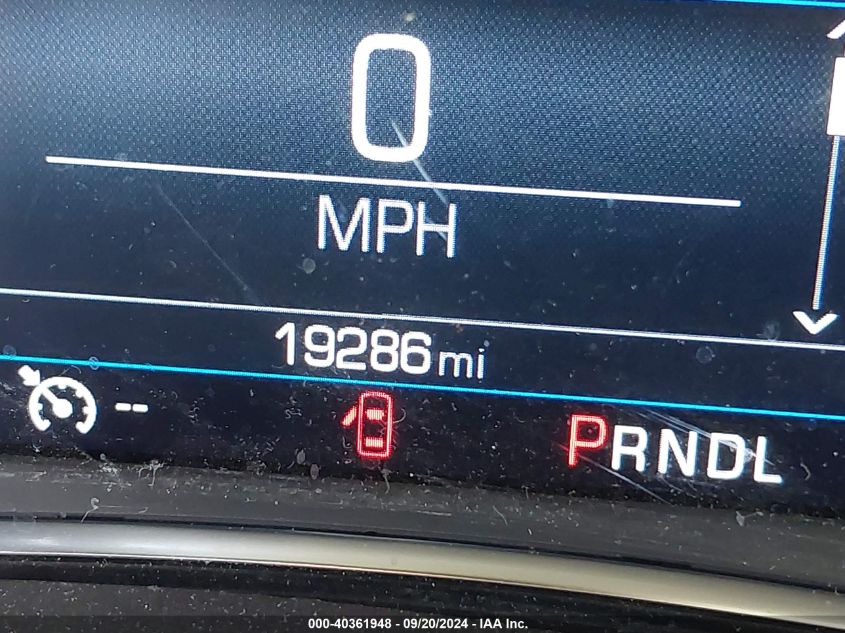 0
MPH
19286 mi
--
PRNDL
000-40361948 - 09/20/2024 - IAA Inc.